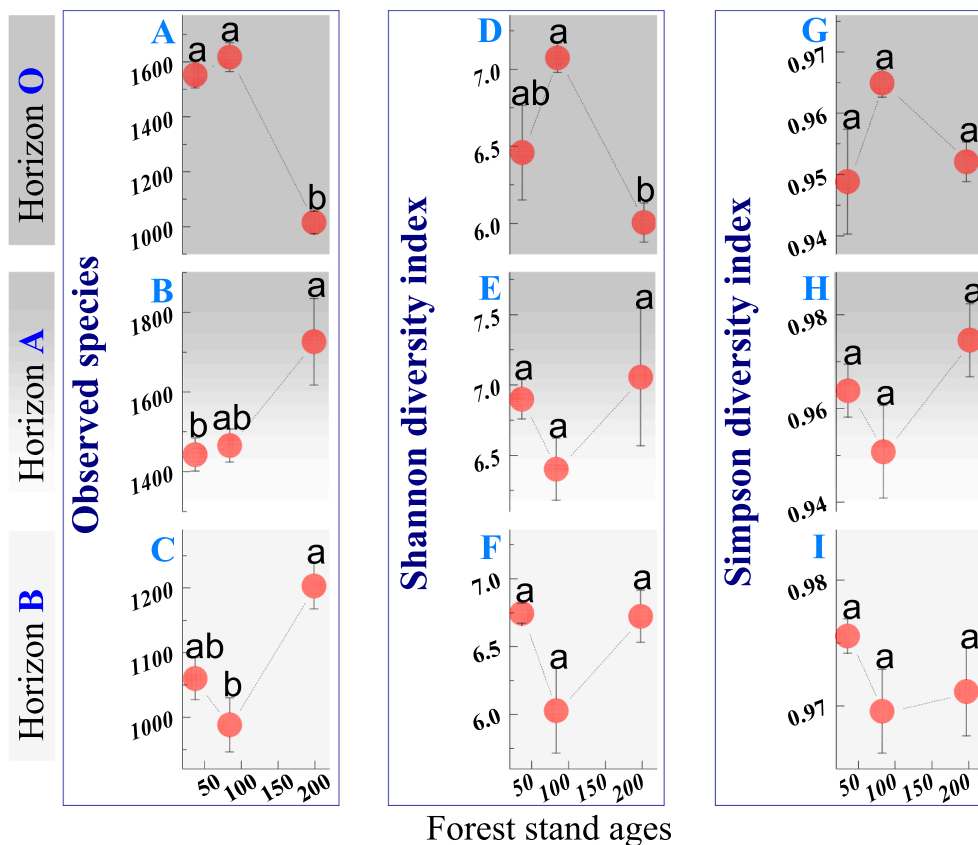 Horizon O
Horizon A
Horizon B
Observed species
A
1600
1400
1200
1000
a
a
b
B
1800
1600
1400
b
ab
a
C
1200
1100
1000
ab
b
a
50 100 150 200
Shannon diversity index
D
7.0
6.5
6.0
ab
a
b
E
7.5
7.0
6.5
a
a
a
F
7.0
6.5
6.0
a
a
a
50 100 150 200
Simpson diversity index
G
0.97
0.96
0.95
0.94
a
a
a
H
0.98
0.96
0.94
a
a
a
I
0.98
0.97
a
a
a
50 100 150 200
Forest stand ages